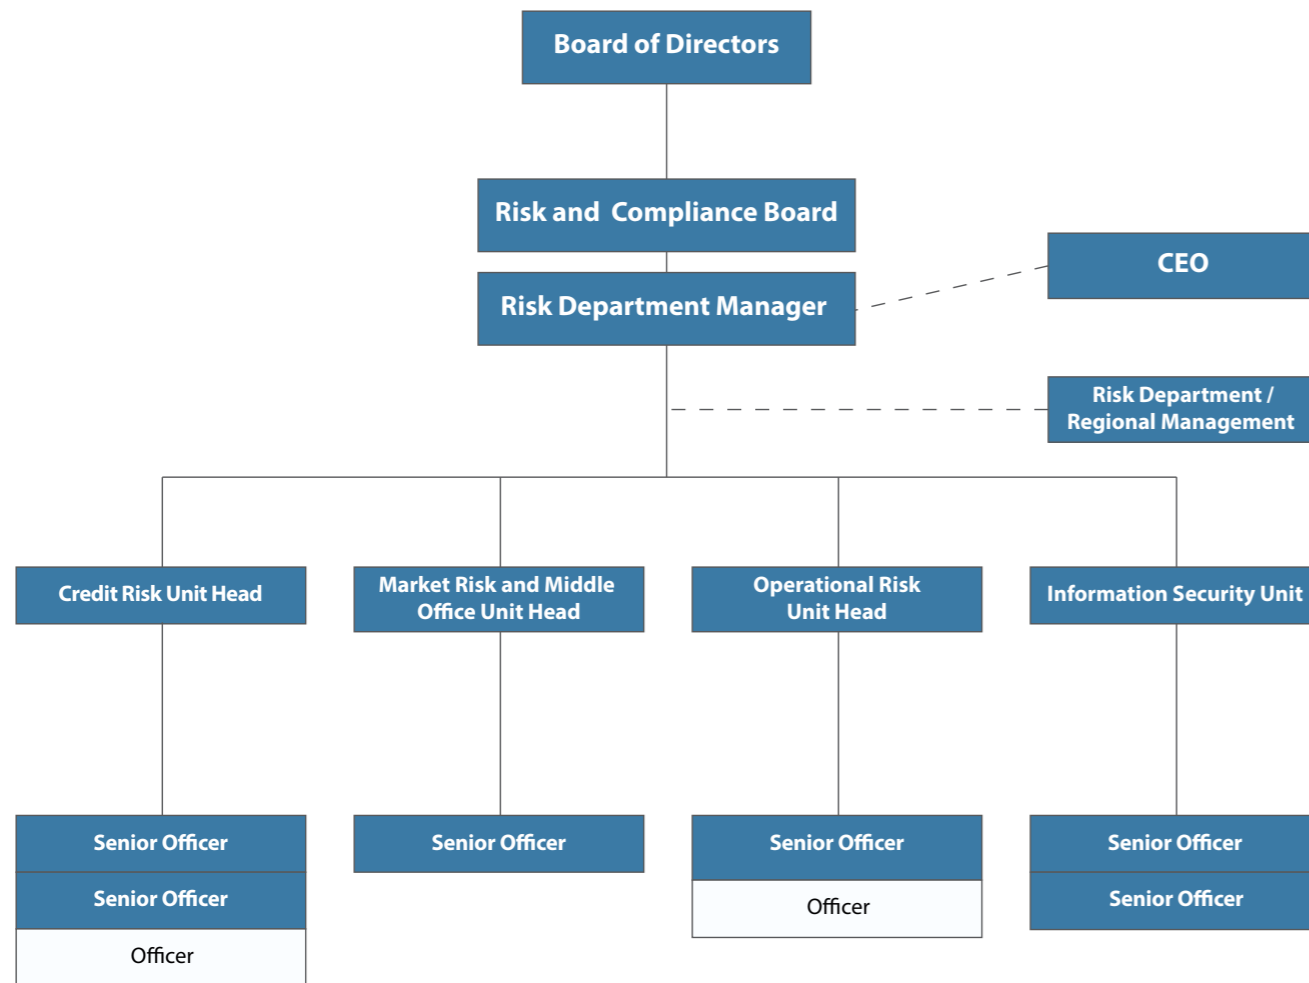 Board of Directors
Risk and Compliance Board
CEO
Risk Department Manager
Risk Department /
Regional Management
Credit Risk Unit Head
Market Risk and Middle
Office Unit Head
Operational Risk
Unit Head
Information Security Unit
Senior Officer
Senior Officer
Officer
Senior Officer
Senior Officer
Officer
Senior Officer
Senior Officer